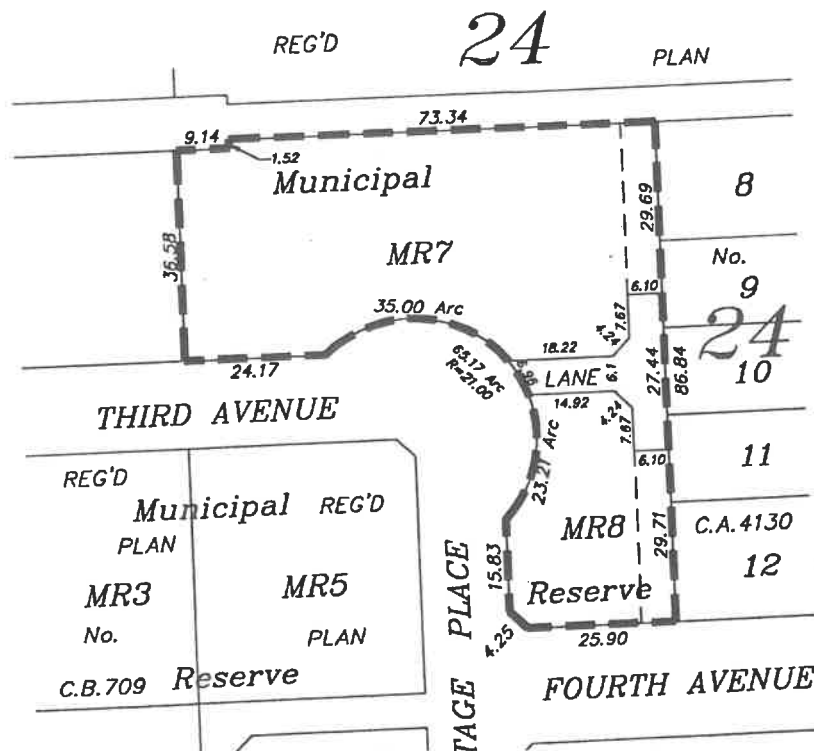 REG'D
24
PLAN
73.34
9.14
1.52
Municipal
8
29.69
36.58
MR7
No.
9
6.10
35.00 Arc
7.67
4.24
24
65.17 Arc
R=21.00
18.22
6.96
LANE
6.1
27.44
86.84
10
24.17
14.92
4.24
7.67
THIRD AVENUE
23.21 Arc
6.10
11
REG'D
Municipal
REG'D
PLAN
MR8
29.71
C.A.4130
12
MR3
MR5
15.83
Reserve
No.
PLAN
4.25
25.90
C.B.709
Reserve
TAGE PLACE
FOURTH AVENUE